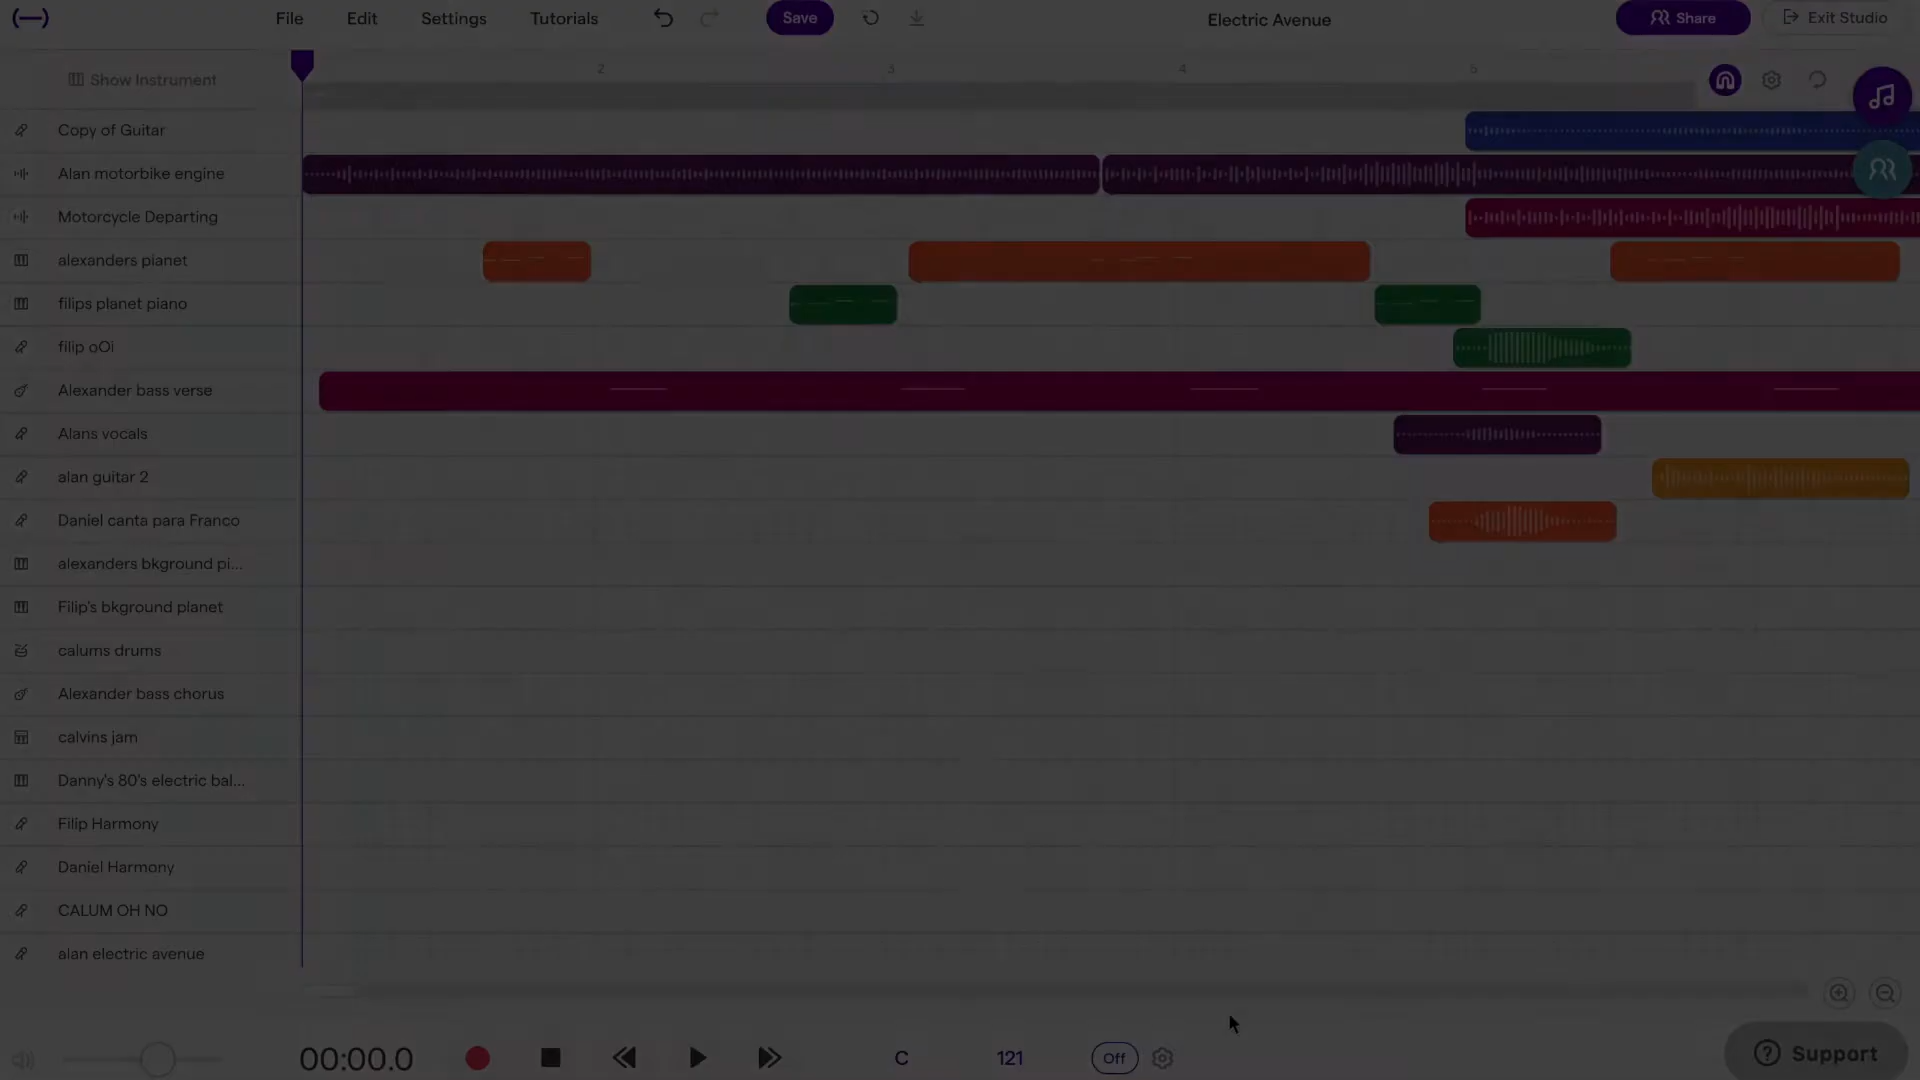 File Edit Settings Tutorials Save Electric Avenue Share Exit Studio
Show Instrument 2 3 4 5
Copy of Guitar
Alan motorbike engine
Motorcycle Departing
alexanders pianet
filips planet piano
filip oOi
Alexander bass verse
Alans vocals
alan guitar 2
Daniel canta para Franco
alexanders bkground pi...
Filip's bkground planet
calums drums
Alexander bass chorus
calvins jam
Danny's 80's electric bal...
Filip Harmony
Daniel Harmony
CALUM OH NO
alan electric avenue
00:00.0 C 121 Off Support